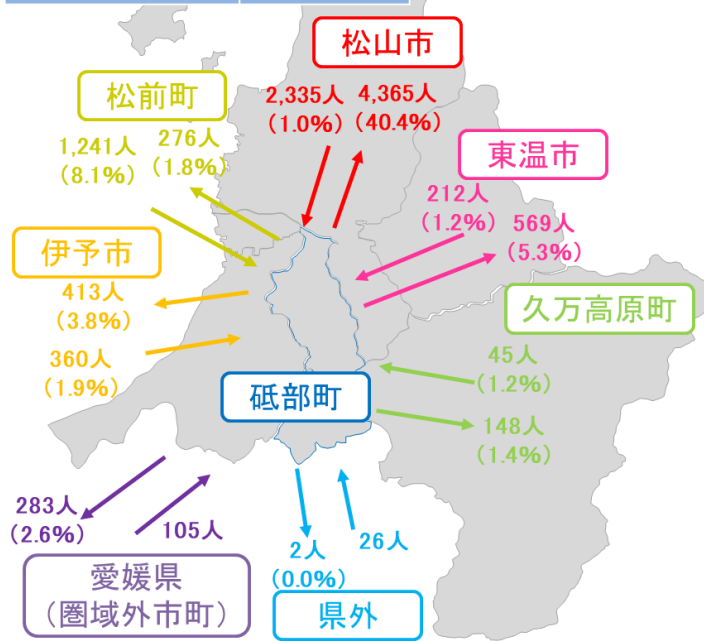 松山市
2,335人
(1.0%)
4,365人
(40.4%)
松前町
1,241人
(8.1%)
276人
(1.8%)
東温市
212人
(1.2%)
569人
(5.3%)
伊予市
413人
(3.8%)
360人
(1.9%)
久万高原町
45人
(1.2%)
148人
(1.4%)
砥部町
283人
(2.6%)
105人
愛媛県
(圏域外市町)
2人
(0.0%)
26人
県外